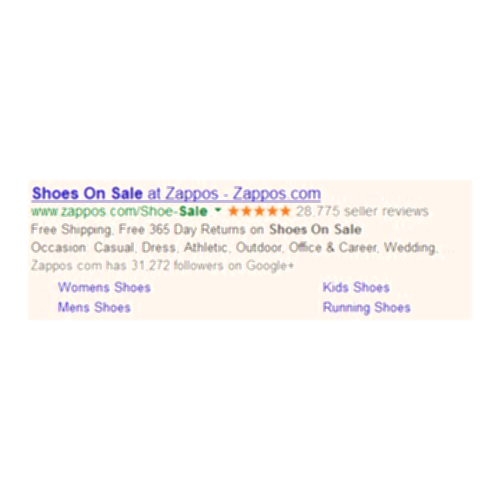 Shoes On Sale at Zappos - Zappos.com
www.zappos.com/Shoe-Sale ▼ ★★★★★ 28,775 seller reviews
Free Shipping, Free 365 Day Returns on Shoes On Sale
Occasion: Casual, Dress, Athletic, Outdoor, Office & Career, Wedding, ...
Zappos.com has 31,272 followers on Google+
Womens Shoes Kids Shoes
Mens Shoes Running Shoes